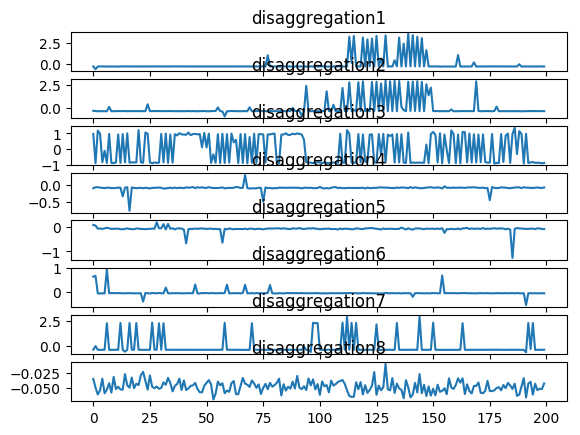 disaggregation1
2.5
0.0
disaggregation2
2.5
0.0
disaggregation3
1
0
−1
disaggregation4
0.0
−0.5
disaggregation5
0
−1
disaggregation6
1
0
disaggregation7
2.5
0.0
disaggregation8
−0.025
−0.050
0 25 50 75 100 125 150 175 200